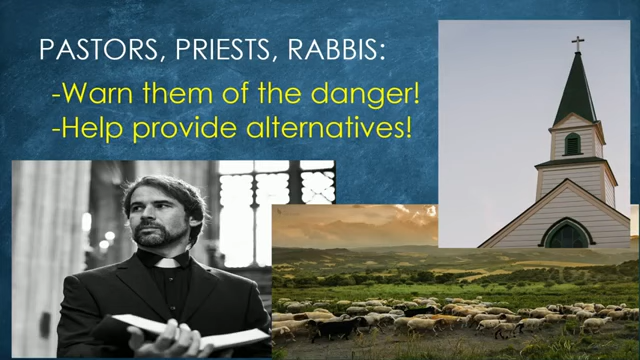 PASTORS, PRIESTS, RABBIS:
-Warn them of the danger!
-Help provide alternatives!